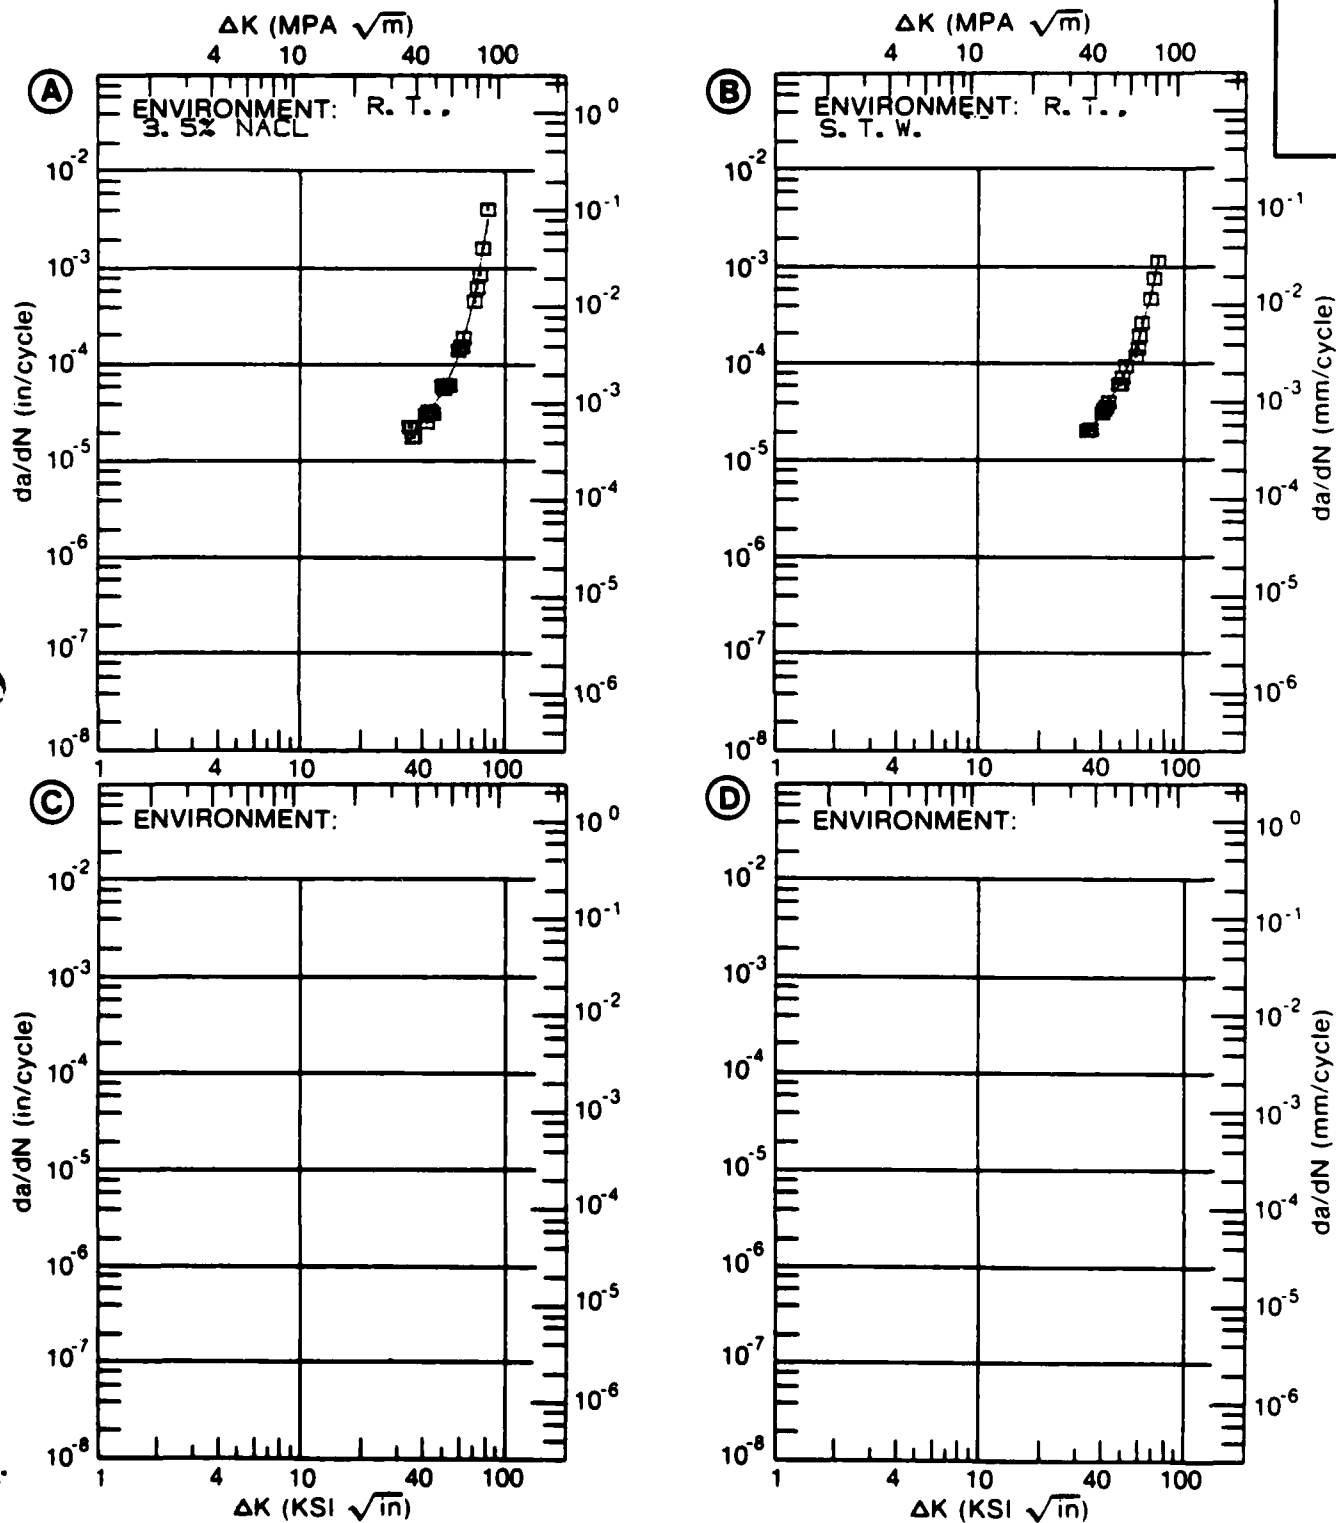 ΔK (MPA √m)
4 10 40 100
A
ENVIRONMENT: R. T.,
3. 5% NACL
10^0
10^-2
10^-1
10^-3
10^-2
10^-4
10^-3
10^-5
10^-4
10^-6
10^-5
10^-7
10^-6
10^-8
da/dN (in/cycle)
1 4 10 40 100
ΔK (MPA √m)
4 10 40 100
B
ENVIRONMENT: R. T.,
S. T. W.
10^-2
10^-1
10^-3
10^-2
10^-4
10^-3
10^-5
10^-4
10^-6
10^-5
10^-7
10^-6
10^-8
da/dN (mm/cycle)
1 4 10 40 100
C
ENVIRONMENT:
10^0
10^-2
10^-1
10^-3
10^-2
10^-4
10^-3
10^-5
10^-4
10^-6
10^-5
10^-7
10^-6
10^-8
da/dN (in/cycle)
1 4 10 40 100
ΔK (KSI √in)
D
ENVIRONMENT:
10^0
10^-2
10^-1
10^-3
10^-2
10^-4
10^-3
10^-5
10^-4
10^-6
10^-5
10^-7
10^-6
10^-8
da/dN (mm/cycle)
1 4 10 40 100
ΔK (KSI √in)